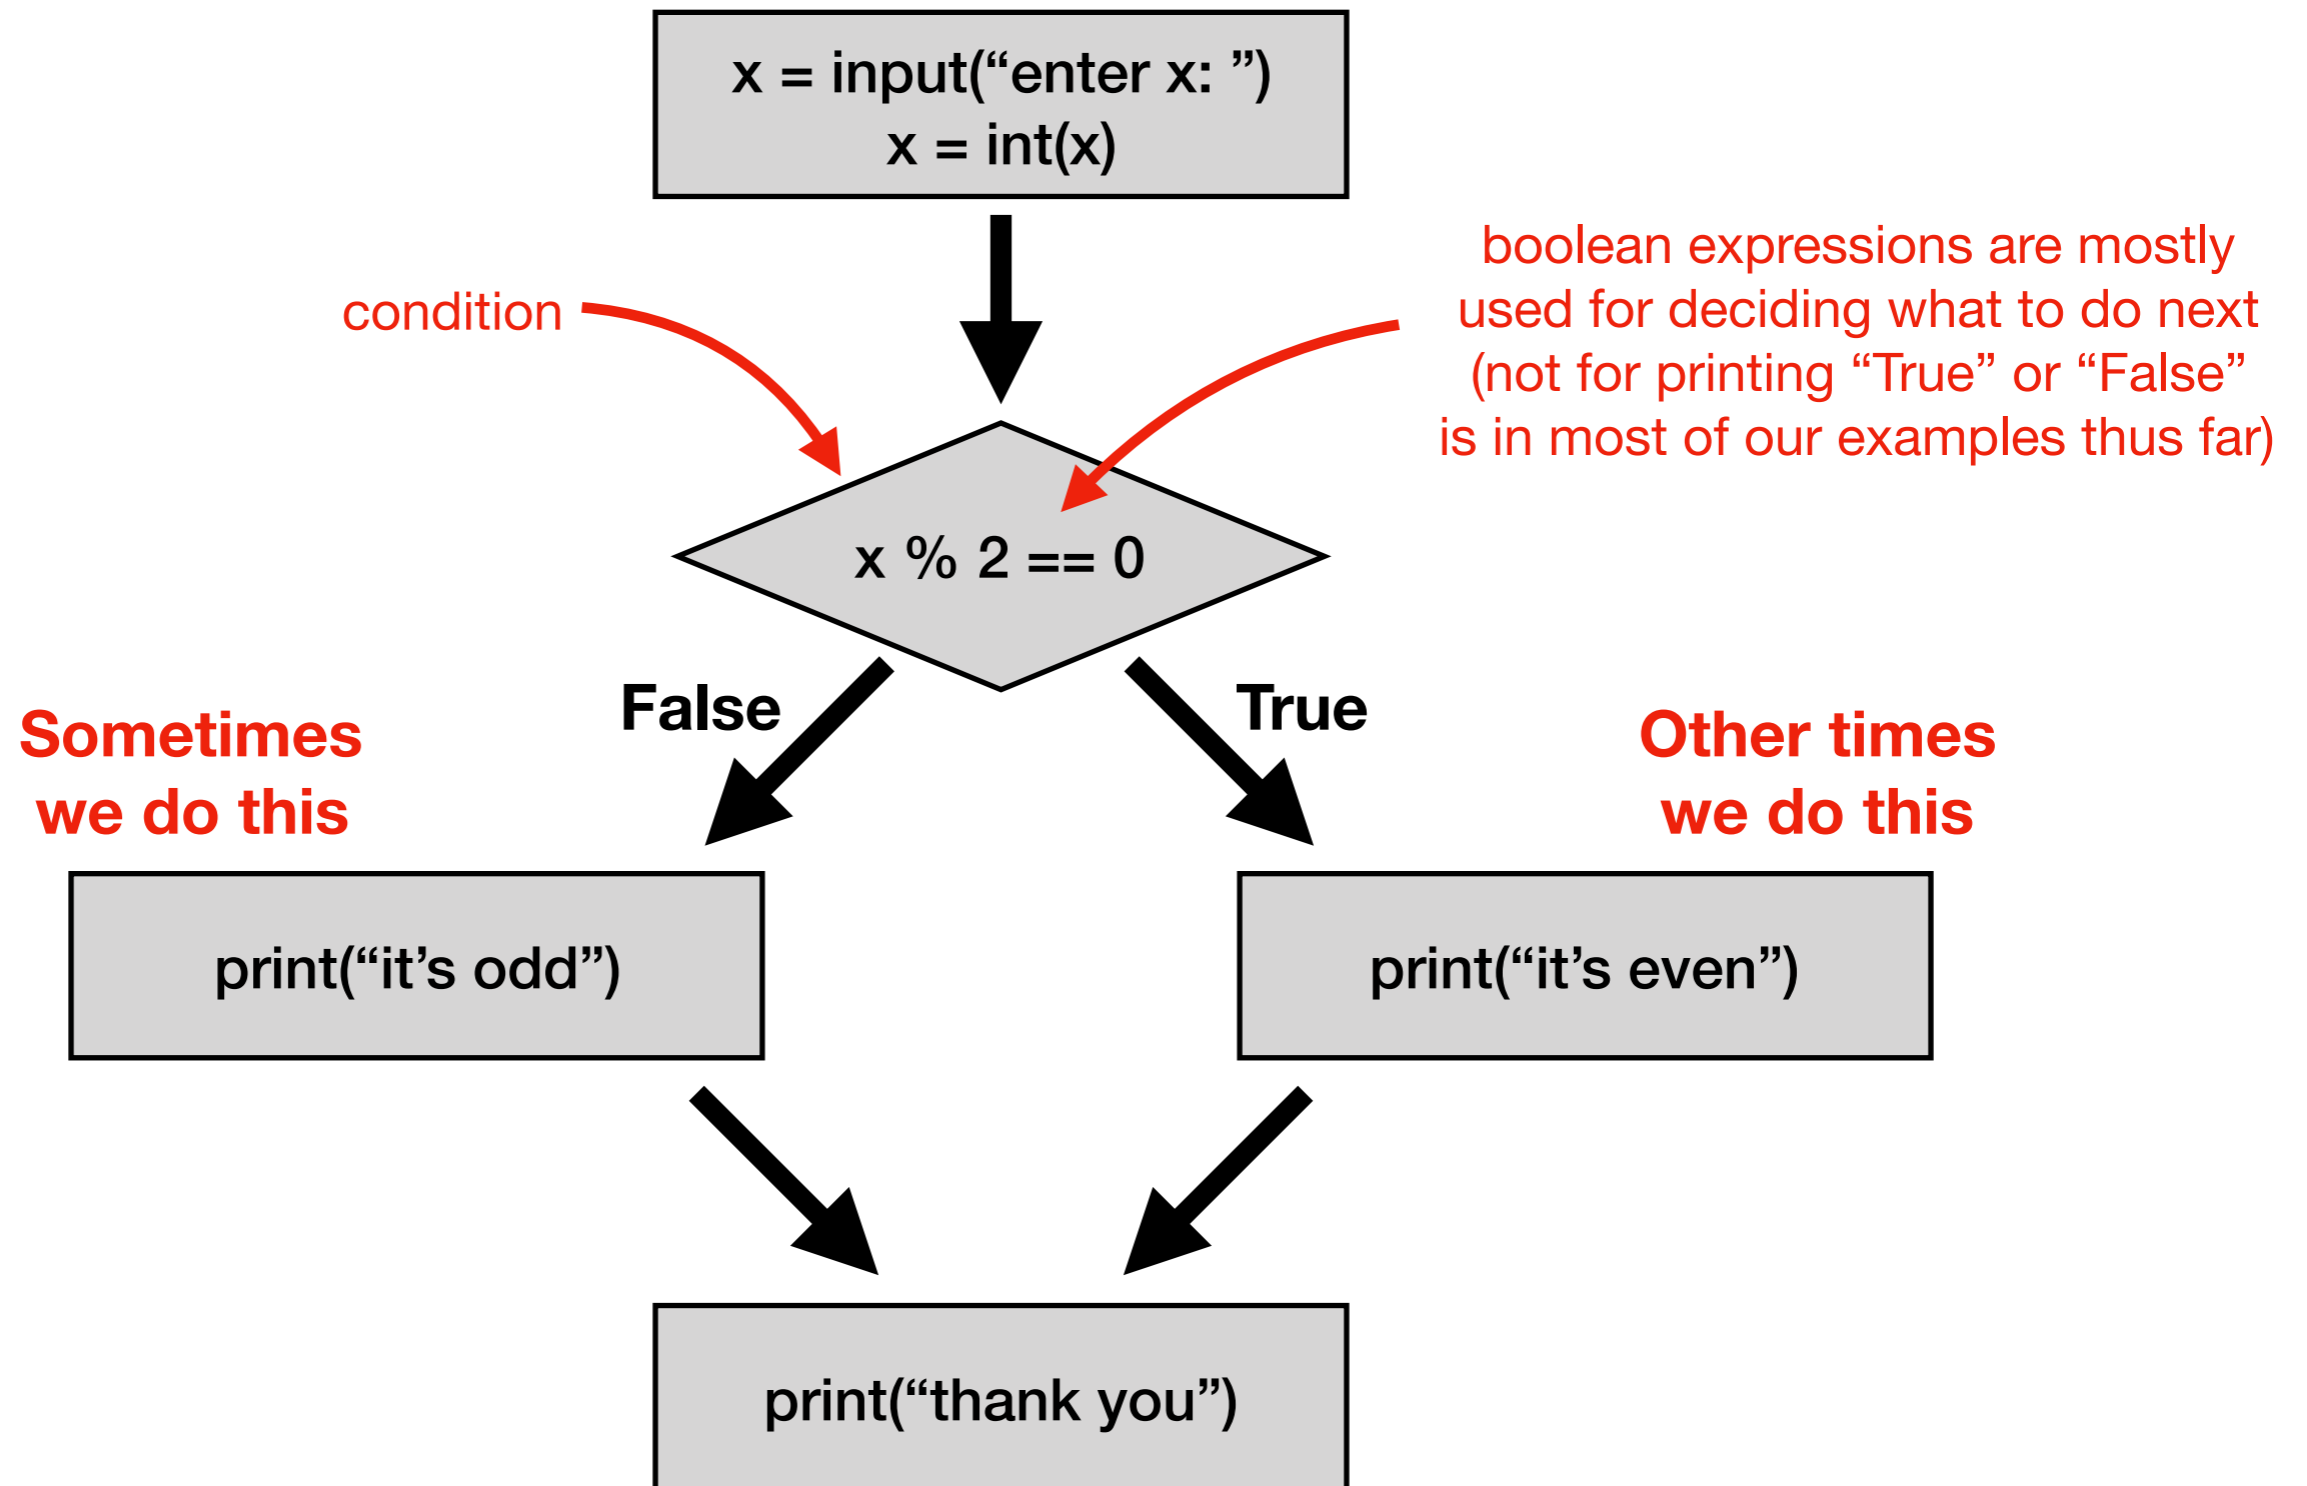 x = input(“enter x: ”)
x = int(x)
condition
boolean expressions are mostly
used for deciding what to do next
(not for printing “True” or “False”
is in most of our examples thus far)
x % 2 == 0
False
True
Sometimes
we do this
Other times
we do this
print(“it’s odd”)
print(“it’s even”)
print(“thank you”)